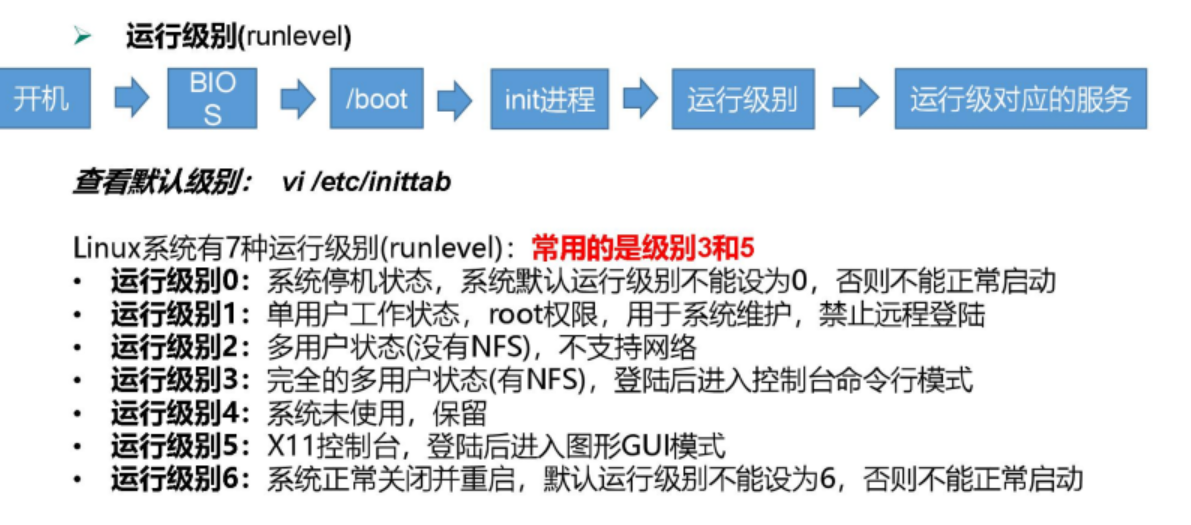 ➢ 运行级别(runlevel)
开机
BIO
S
/boot
init进程
运行级别
运行级对应的服务
查看默认级别： vi /etc/inittab
Linux系统有7种运行级别(runlevel)：常用的是级别3和5
• 运行级别0：系统停机状态，系统默认运行级别不能设为0，否则不能正常启动
• 运行级别1：单用户工作状态，root权限，用于系统维护，禁止远程登陆
• 运行级别2：多用户状态(没有NFS)，不支持网络
• 运行级别3：完全的多用户状态(有NFS)，登陆后进入控制台命令行模式
• 运行级别4：系统未使用，保留
• 运行级别5：X11控制台，登陆后进入图形GUI模式
• 运行级别6：系统正常关闭并重启，默认运行级别不能设为6，否则不能正常启动